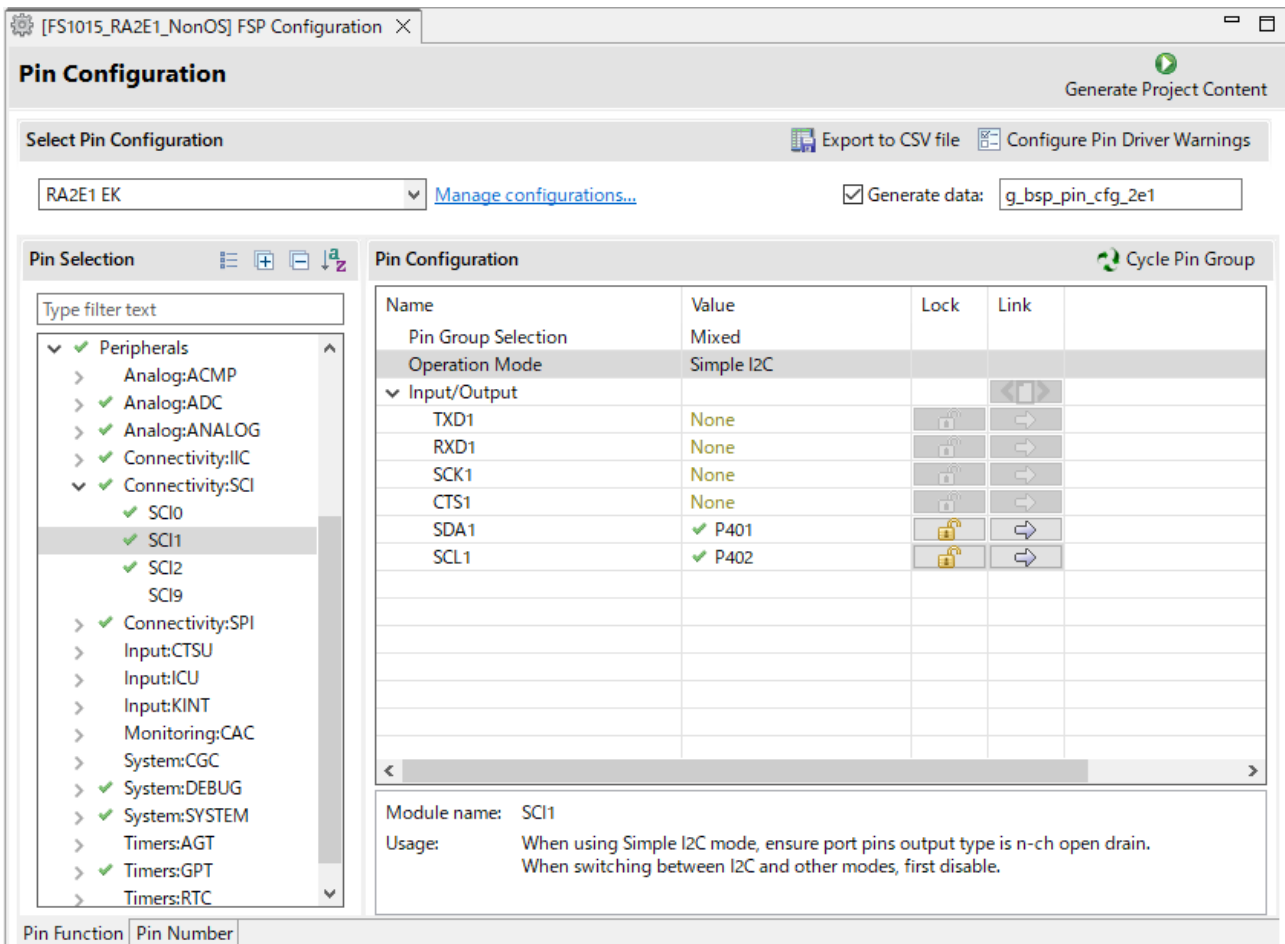 [FS1015_RA2E1_NonOS] FSP Configuration
Pin Configuration
Generate Project Content
Select Pin Configuration
Export to CSV file
Configure Pin Driver Warnings
RA2E1 EK
Manage configurations...
Generate data:
g_bsp_pin_cfg_2e1
Pin Selection
Type filter text
Peripherals
Analog:ACMP
Analog:ADC
Analog:ANALOG
Connectivity:IIC
Connectivity:SCI
SCI0
SCI1
SCI2
SCI9
Connectivity:SPI
Input:CTSU
Input:ICU
Input:KINT
Monitoring:CAC
System:CGC
System:DEBUG
System:SYSTEM
Timers:AGT
Timers:GPT
Timers:RTC
Pin Configuration
Cycle Pin Group
Name Value Lock Link
Pin Group Selection Mixed
Operation Mode Simple I2C
Input/Output
TXD1 None
RXD1 None
SCK1 None
CTS1 None
SDA1 P401
SCL1 P402
Module name: SCI1
Usage: When using Simple I2C mode, ensure port pins output type is n-ch open drain.
When switching between I2C and other modes, first disable.
Pin Function Pin Number